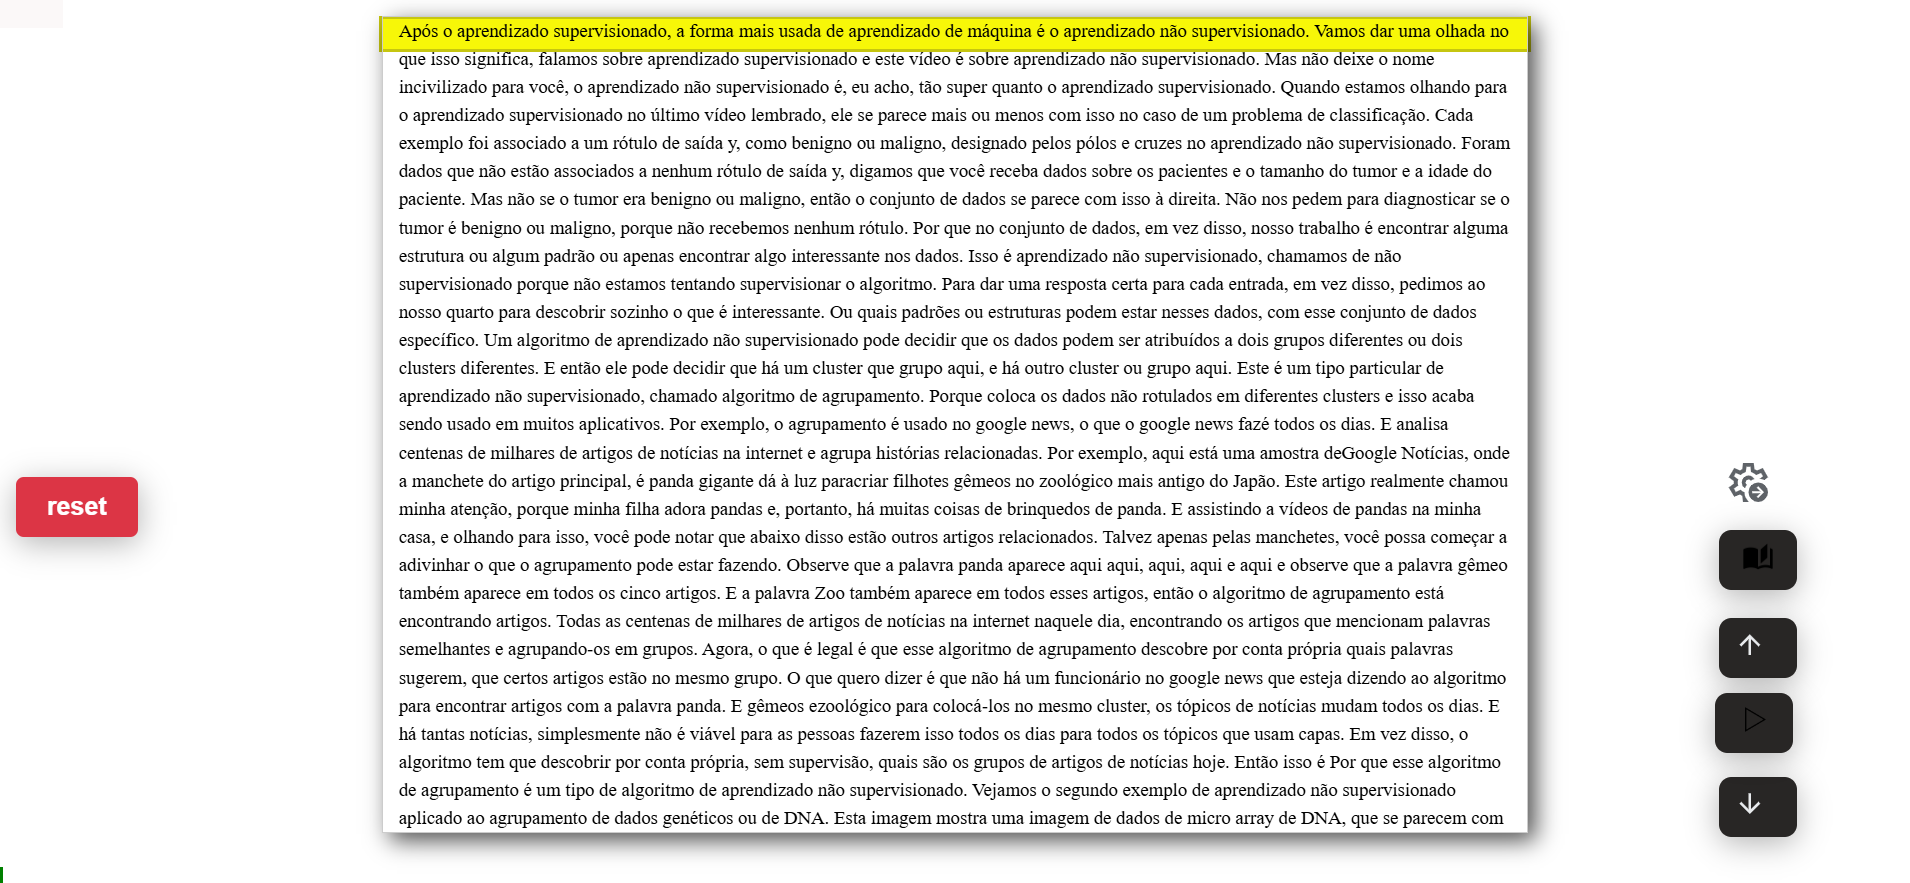 Após o aprendizado supervisionado, a forma mais usada de aprendizado de máquina é o aprendizado não supervisionado. Vamos dar uma olhada no
que isso significa, falamos sobre aprendizado supervisionado e este vídeo é sobre aprendizado não supervisionado. Mas não deixe o nome
incivilizado para você, o aprendizado não supervisionado é, eu acho, tão super quanto o aprendizado supervisionado. Quando estamos olhando para
o aprendizado supervisionado no último vídeo lembrado, ele se parece mais ou menos com isso no caso de um problema de classificação. Cada
exemplo foi associado a um rótulo de saída y, como benigno ou maligno, designado pelos pólos e cruzes no aprendizado não supervisionado. Foram
dados que não estão associados a nenhum rótulo de saída y, digamos que você receba dados sobre os pacientes e o tamanho do tumor e a idade do
paciente. Mas não se o tumor era benigno ou maligno, então o conjunto de dados se parece com isso à direita. Não nos pedem para diagnosticar se o
tumor é benigno ou maligno, porque não recebemos nenhum rótulo. Por que no conjunto de dados, em vez disso, nosso trabalho é encontrar alguma
estrutura ou algum padrão ou apenas encontrar algo interessante nos dados. Isso é aprendizado não supervisionado, chamamos de não
supervisionado porque não estamos tentando supervisionar o algoritmo. Para dar uma resposta certa para cada entrada, em vez disso, pedimos ao
nosso quarto para descobrir sozinho o que é interessante. Ou quais padrões ou estruturas podem estar nesses dados, com esse conjunto de dados
específico. Um algoritmo de aprendizado não supervisionado pode decidir que os dados podem ser atribuídos a dois grupos diferentes ou dois
clusters diferentes. E então ele pode decidir que há um cluster que grupo aqui, e há outro cluster ou grupo aqui. Este é um tipo particular de
aprendizado não supervisionado, chamado algoritmo de agrupamento. Porque coloca os dados não rotulados em diferentes clusters e isso acaba
sendo usado em muitos aplicativos. Por exemplo, o agrupamento é usado no google news, o que o google news fazé todos os dias. E analisa
centenas de milhares de artigos de notícias na internet e agrupa histórias relacionadas. Por exemplo, aqui está uma amostra deGoogle Notícias, onde
a manchete do artigo principal, é panda gigante dá à luz paracriar filhotes gêmeos no zoológico mais antigo do Japão. Este artigo realmente chamou
minha atenção, porque minha filha adora pandas e, portanto, há muitas coisas de brinquedos de panda. E assistindo a vídeos de pandas na minha
casa, e olhando para isso, você pode notar que abaixo disso estão outros artigos relacionados. Talvez apenas pelas manchetes, você possa começar a
adivinhar o que o agrupamento pode estar fazendo. Observe que a palavra panda aparece aqui aqui, aqui, aqui e aqui e observe que a palavra gêmeo
também aparece em todos os cinco artigos. E a palavra Zoo também aparece em todos esses artigos, então o algoritmo de agrupamento está
encontrando artigos. Todas as centenas de milhares de artigos de notícias na internet naquele dia, encontrando os artigos que mencionam palavras
semelhantes e agrupando-os em grupos. Agora, o que é legal é que esse algoritmo de agrupamento descobre por conta própria quais palavras
sugerem, que certos artigos estão no mesmo grupo. O que quero dizer é que não há um funcionário no google news que esteja dizendo ao algoritmo
para encontrar artigos com a palavra panda. E gêmeos ezoológico para colocá-los no mesmo cluster, os tópicos de notícias mudam todos os dias. E
há tantas notícias, simplesmente não é viável para as pessoas fazerem isso todos os dias para todos os tópicos que usam capas. Em vez disso, o
algoritmo tem que descobrir por conta própria, sem supervisão, quais são os grupos de artigos de notícias hoje. Então isso é Por que esse algoritmo
de agrupamento é um tipo de algoritmo de aprendizado não supervisionado. Vejamos o segundo exemplo de aprendizado não supervisionado
aplicado ao agrupamento de dados genéticos ou de DNA. Esta imagem mostra uma imagem de dados de micro array de DNA, que se parecem com
reset